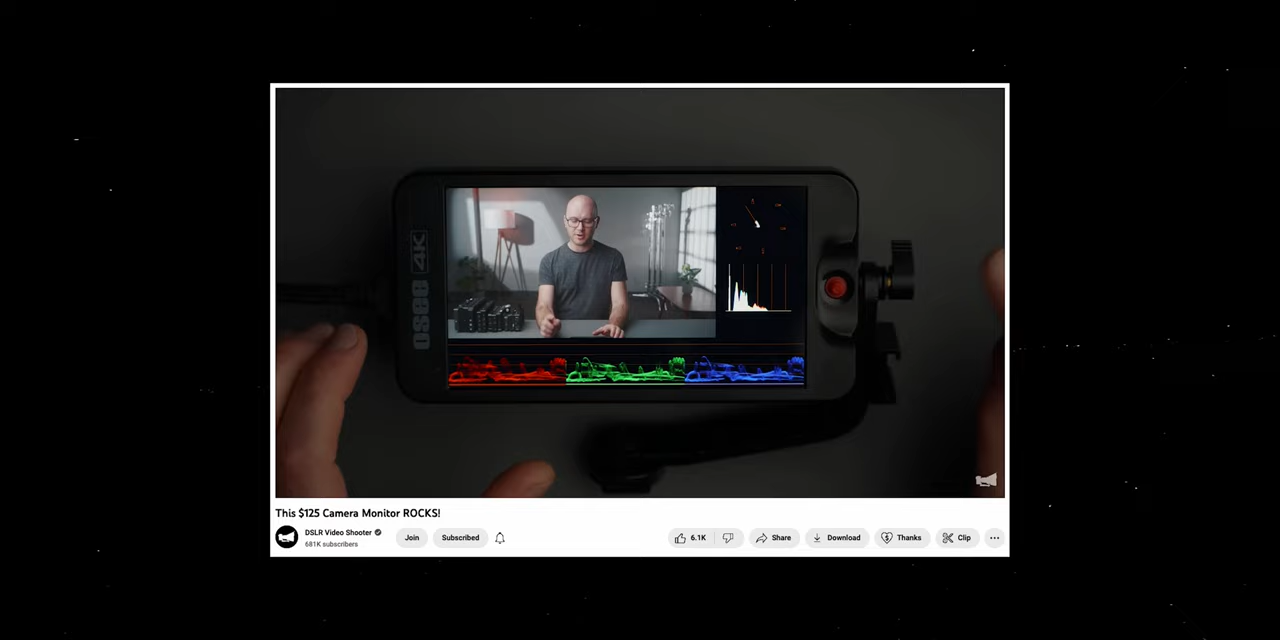 osee 4K
This $125 Camera Monitor ROCKS!
DSLR Video Shooter
681K subscribers
Join
Subscribed
6.1K
Share
Download
Thanks
Clip